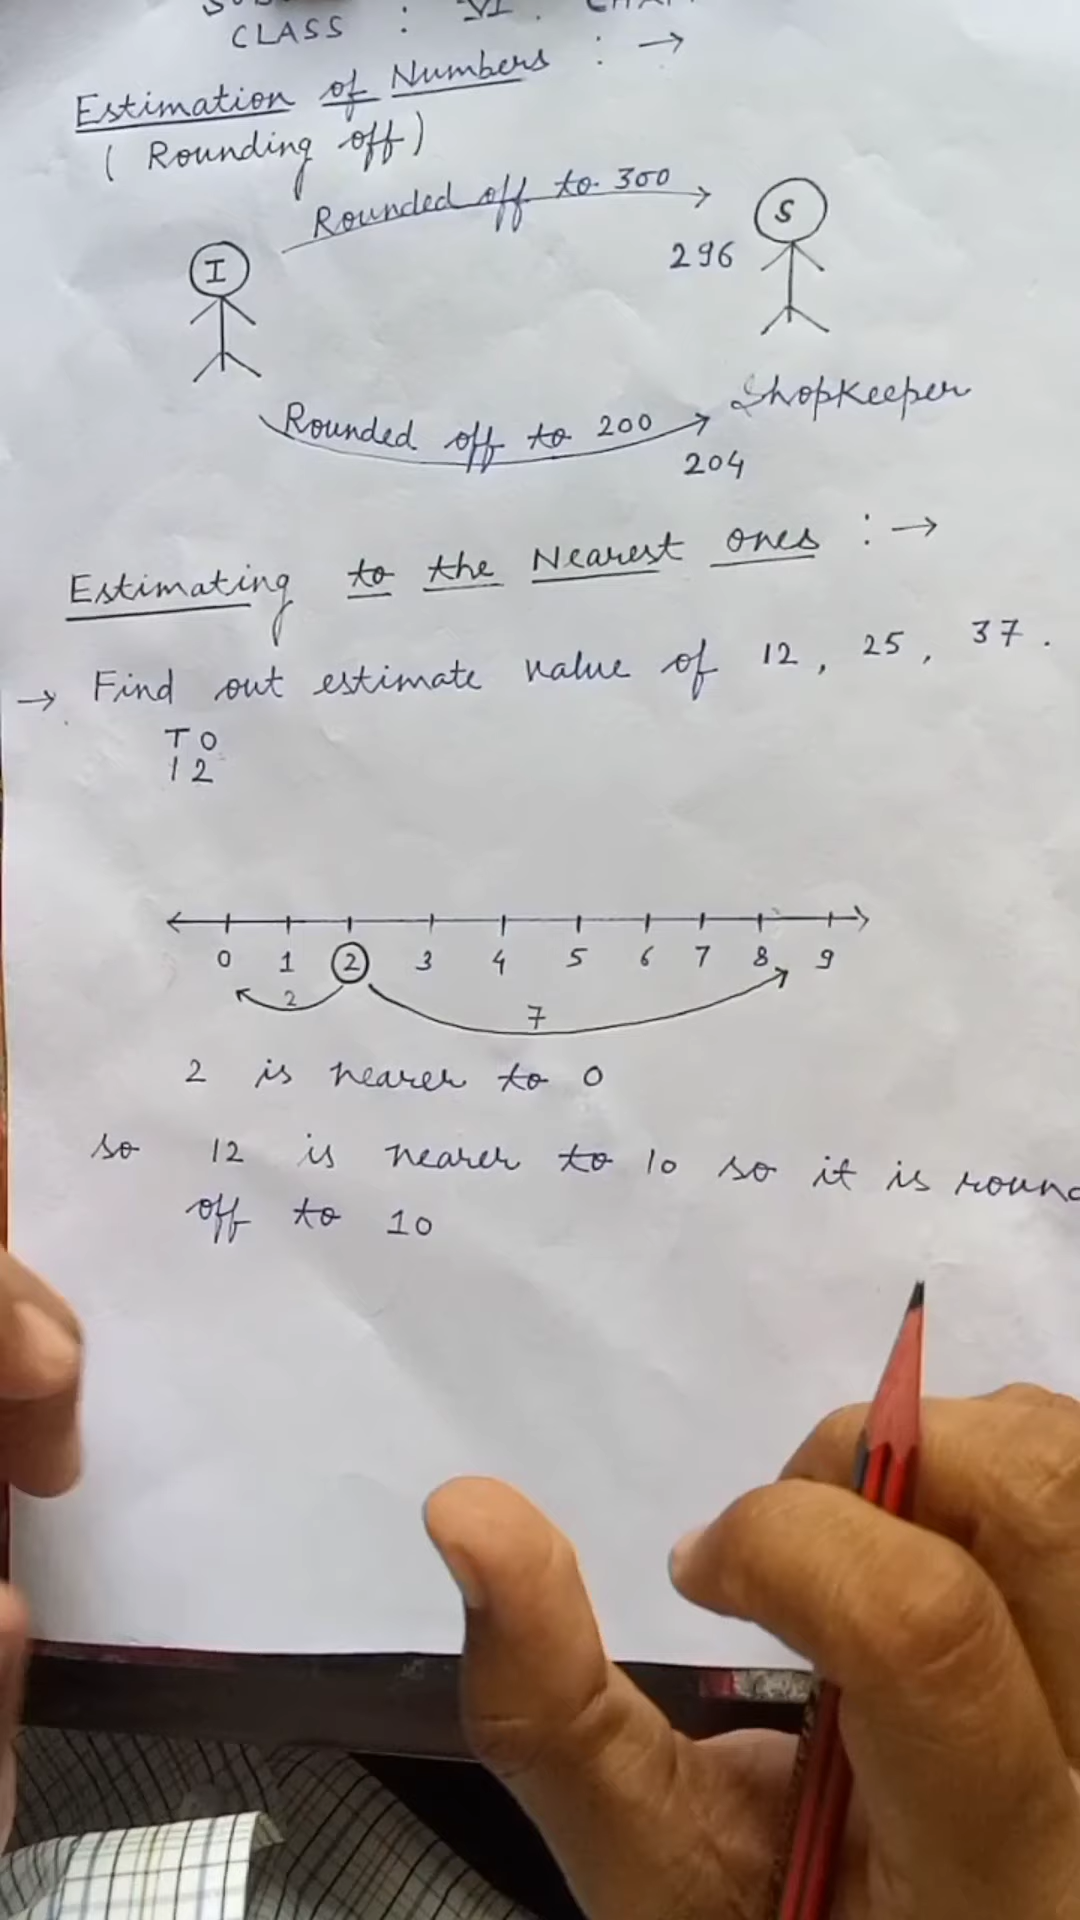 CLASS : VI.
Estimation of Numbers : →
( Rounding off )
Rounded off to 300
I
S
296
Shopkeeper
Rounded off to 200
204
Estimating to the Nearest ones : →
→ Find out estimate value of 12, 25, 37.
T O
1 2
0 1 2 3 4 5 6 7 8 9
2
7
2 is nearer to 0
so 12 is nearer to 10 so it is roun
off to 10